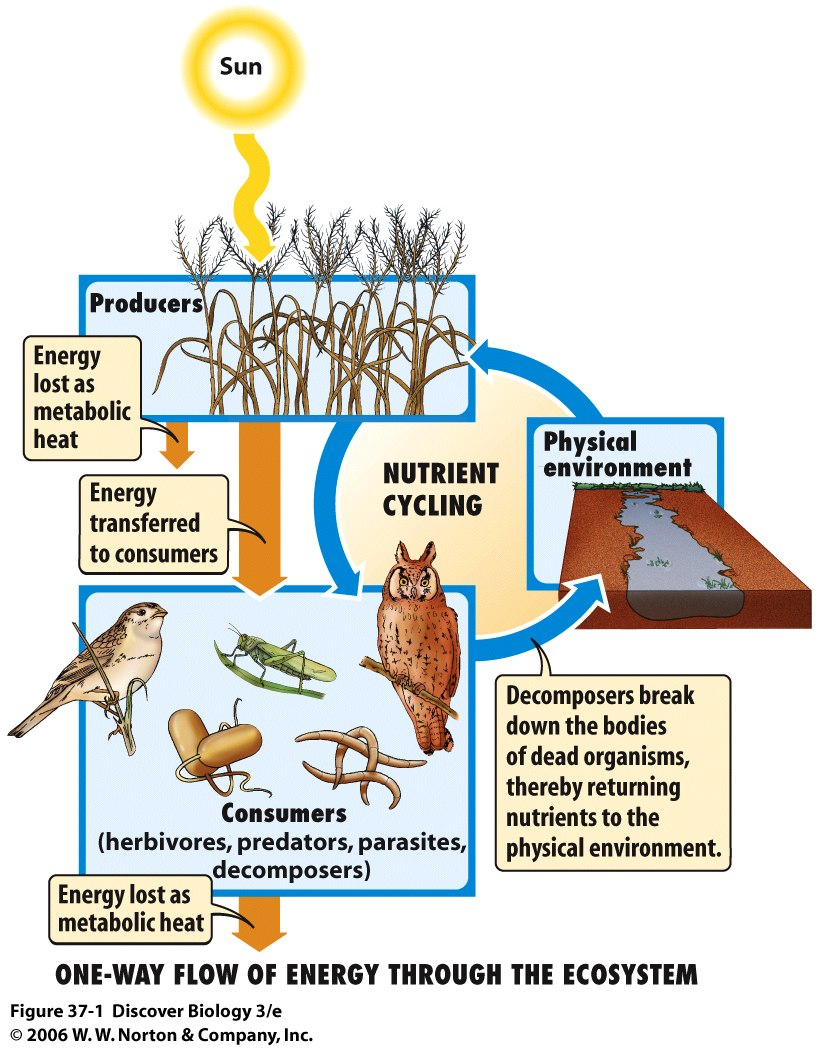 Sun
Producers
Energy
lost as
metabolic
heat
Energy
transferred
to consumers
NUTRIENT
CYCLING
Physical
environment
Consumers
(herbivores, predators, parasites,
decomposers)
Decomposers break
down the bodies
of dead organisms,
thereby returning
nutrients to the
physical environment.
Energy lost as
metabolic heat
ONE-WAY FLOW OF ENERGY THROUGH THE ECOSYSTEM
Figure 37-1 Discover Biology 3/e
© 2006 W. W. Norton & Company, Inc.